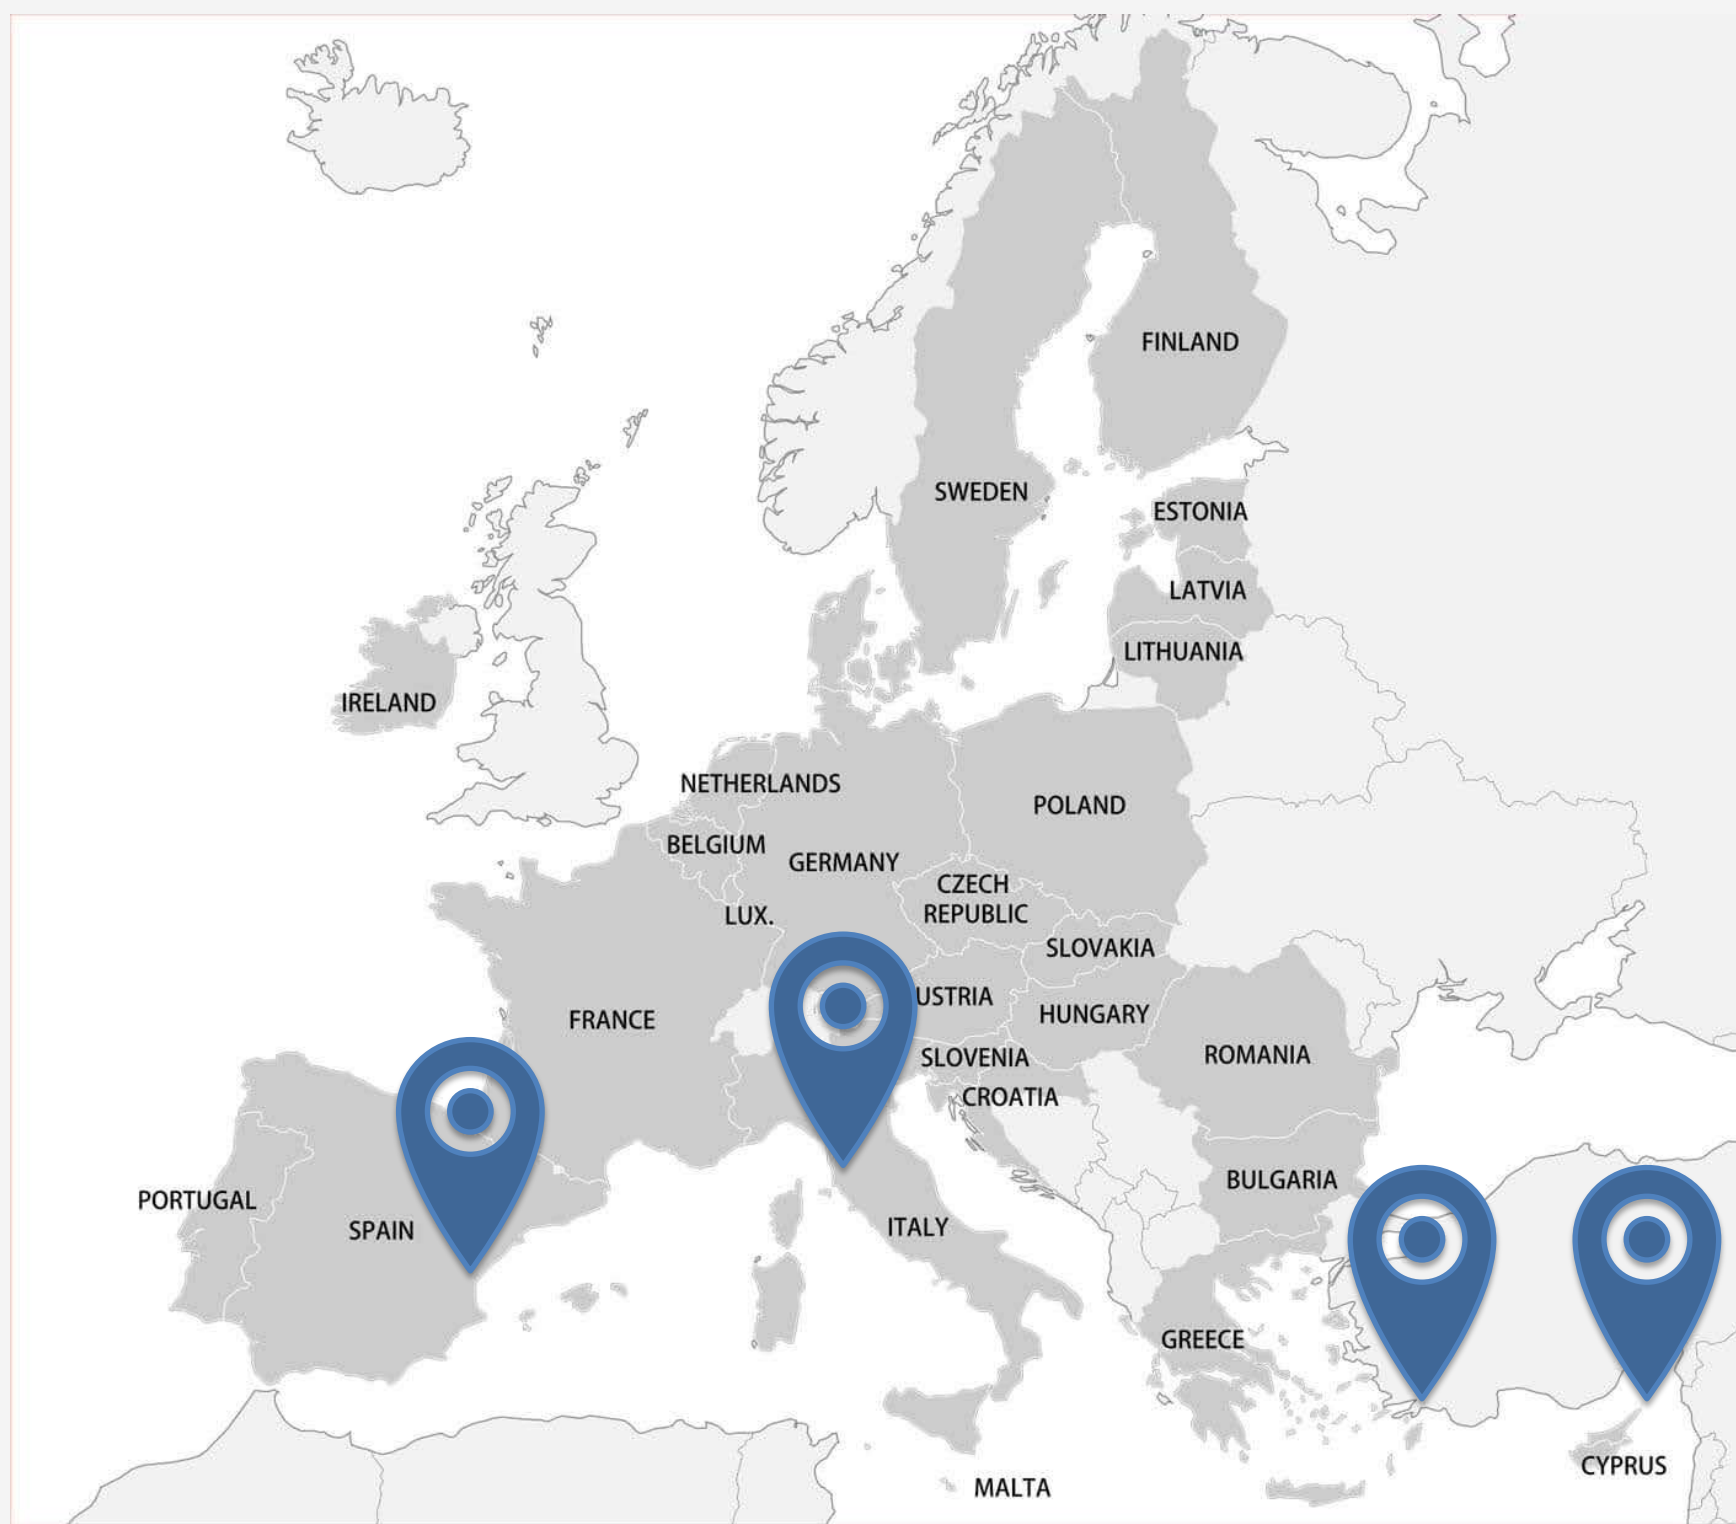 FINLAND
SWEDEN
ESTONIA
LATVIA
LITHUANIA
IRELAND
NETHERLANDS
POLAND
BELGIUM
GERMANY
CZECH
REPUBLIC
LUX.
SLOVAKIA
USTRIA
HUNGARY
FRANCE
SLOVENIA
ROMANIA
CROATIA
BULGARIA
PORTUGAL
SPAIN
ITALY
GREECE
CYPRUS
MALTA